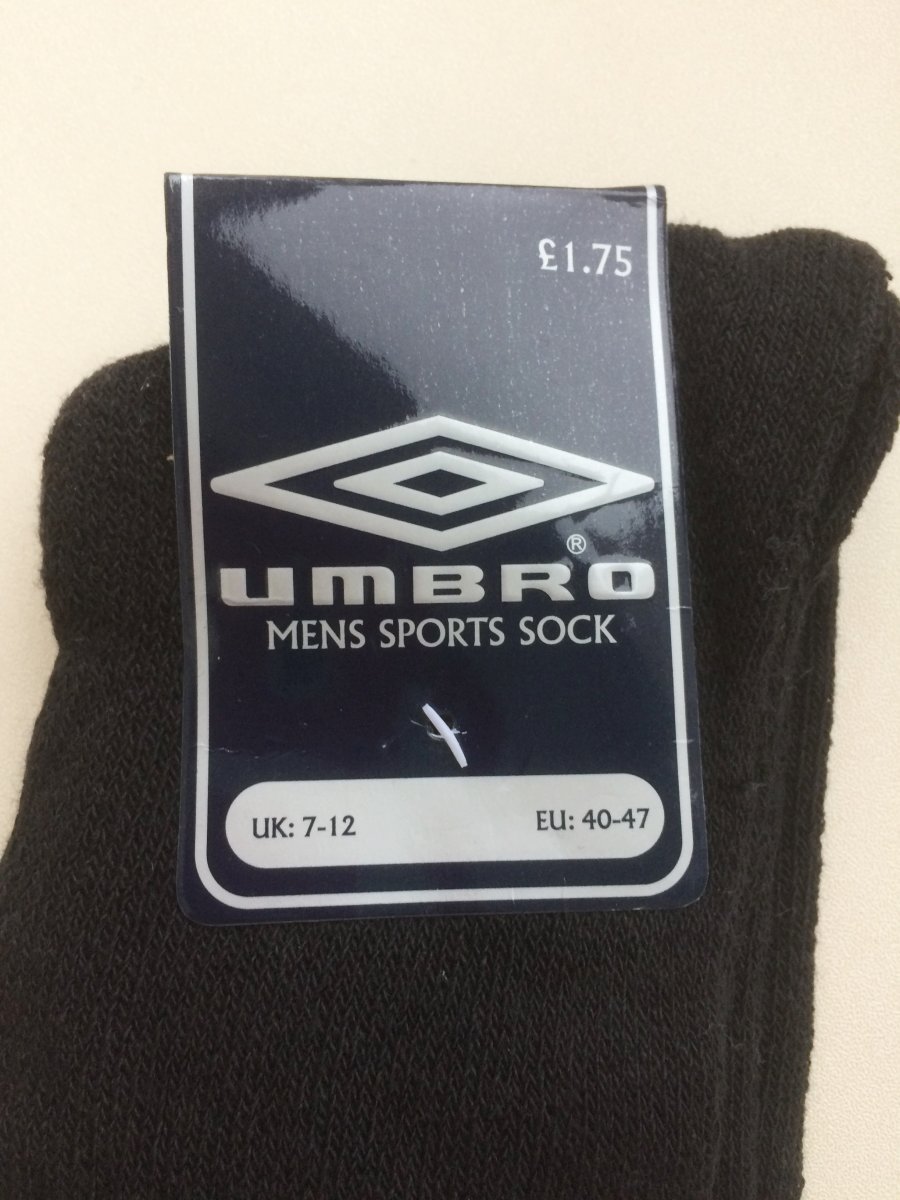 £1.75
®
UMBRO
MENS SPORTS SOCK
UK: 7-12 EU: 40-47